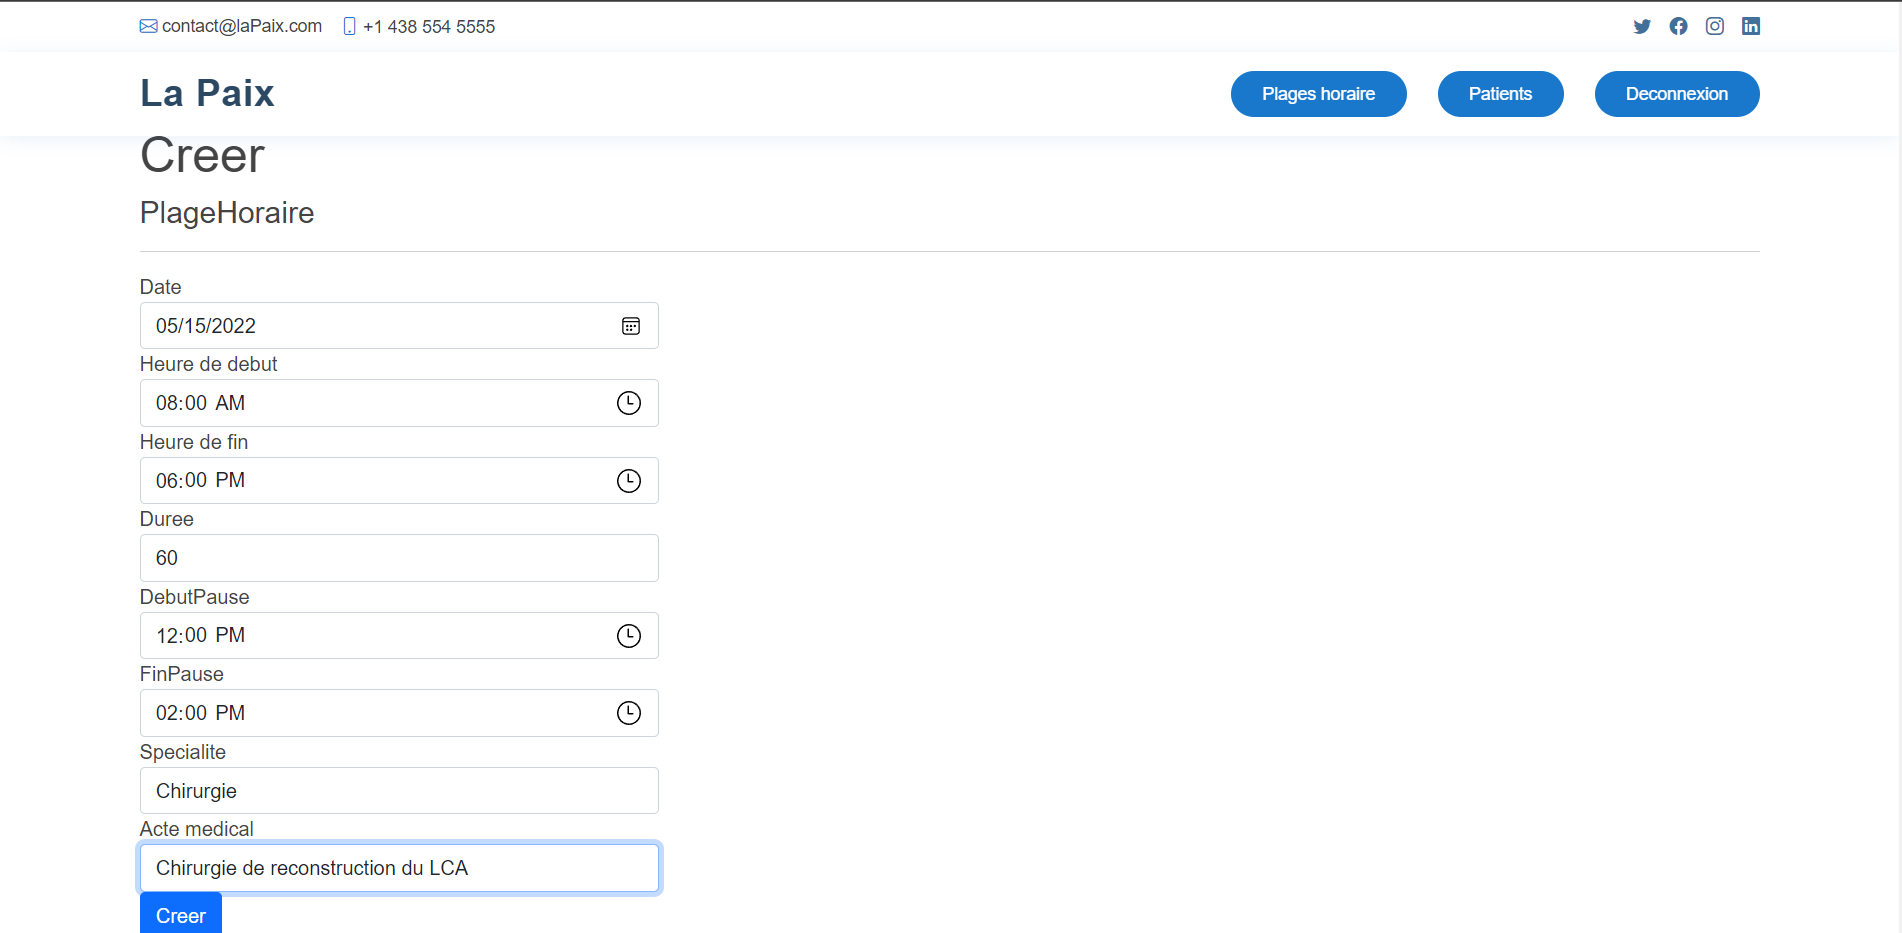 contact@laPaix.com +1 438 554 5555
La Paix
Plages horaire Patients Deconnexion
Creer
PlageHoraire
Date
05/15/2022
Heure de debut
08:00 AM
Heure de fin
06:00 PM
Duree
60
DebutPause
12:00 PM
FinPause
02:00 PM
Specialite
Chirurgie
Acte medical
Chirurgie de reconstruction du LCA
Creer